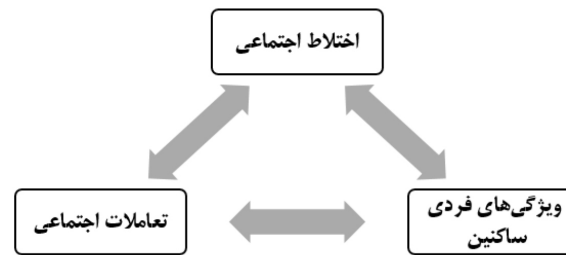 اختلاط اجتماعی
ویژگی‌های فردی
ساکنین
تعاملات اجتماعی